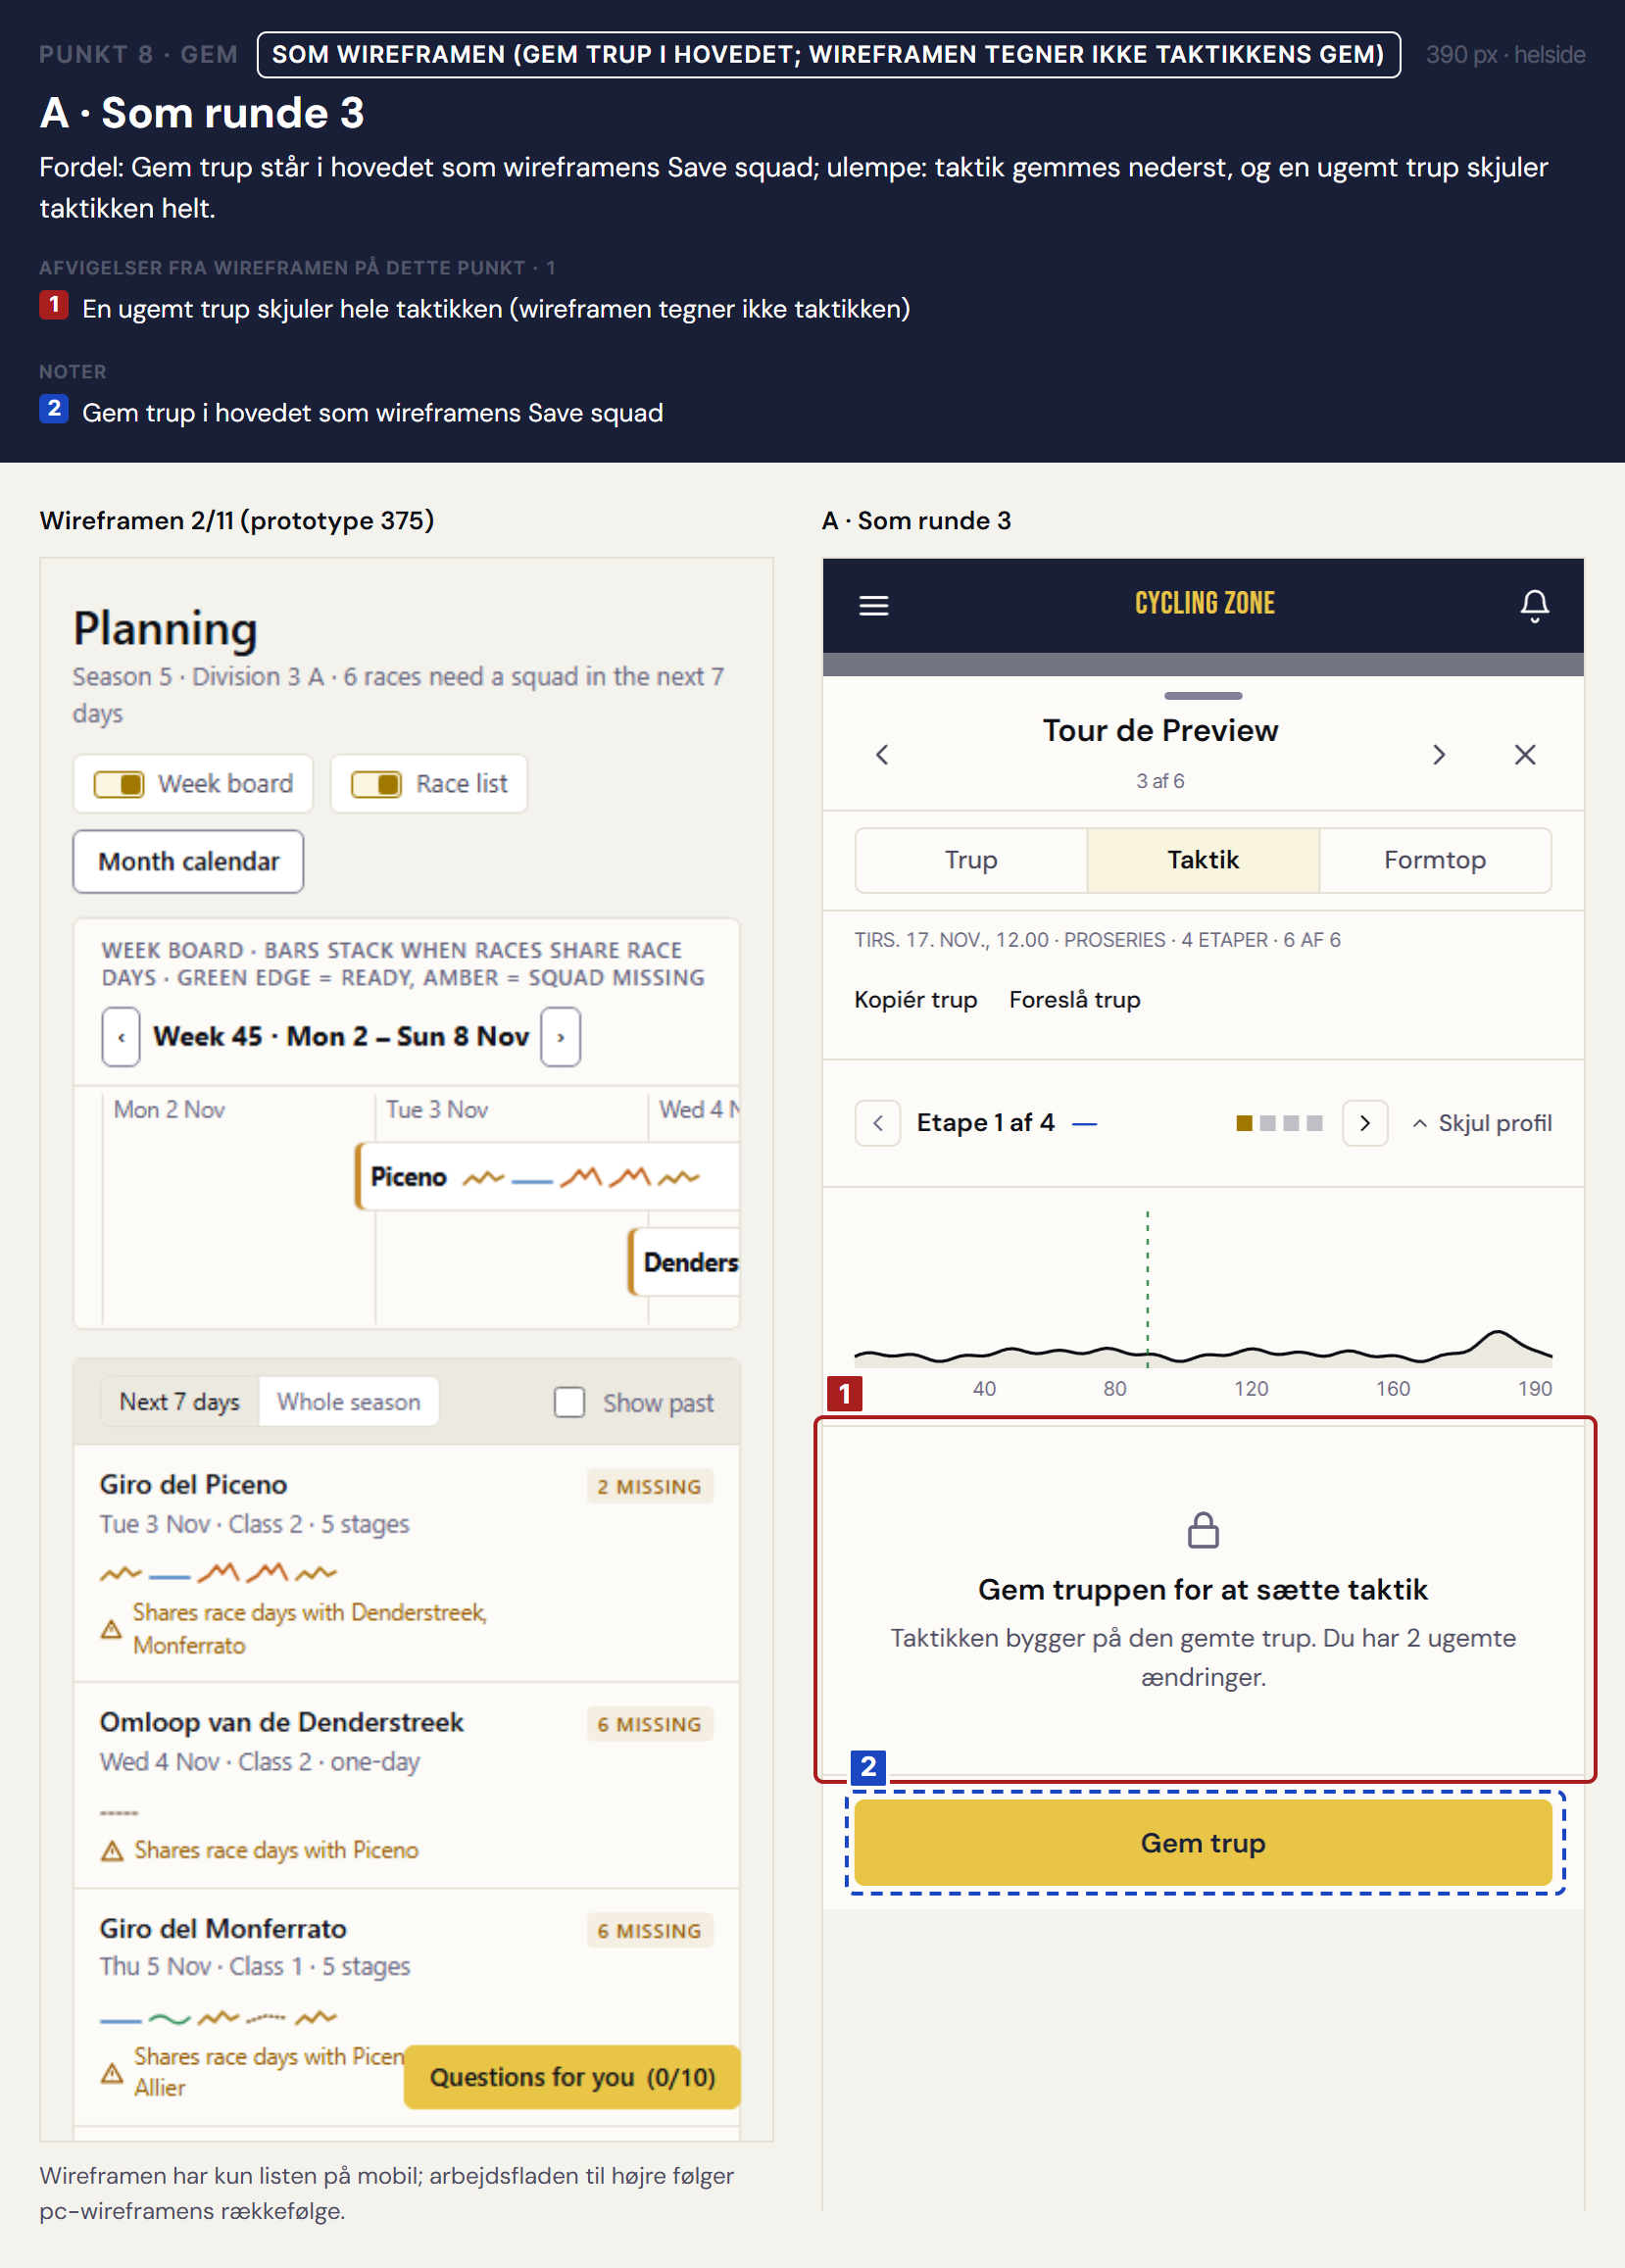 PUNKT 8 · GEM
SOM WIREFRAMEN (GEM TRUP I HOVEDET; WIREFRAMEN TEGNER IKKE TAKTIKKENS GEM)
390 px · helside
A · Som runde 3
Fordel: Gem trup står i hovedet som wireframens Save squad; ulempe: taktik gemmes nederst, og en ugemt trup skjuler
taktikken helt.
AFVIGELSER FRA WIREFRAMEN PÅ DETTE PUNKT · 1
1 En ugemt trup skjuler hele taktikken (wireframen tegner ikke taktikken)
NOTER
2 Gem trup i hovedet som wireframens Save squad
Wireframen 2/11 (prototype 375)
Planning
Season 5 · Division 3 A · 6 races need a squad in the next 7
days
Week board
Race list
Month calendar
WEEK BOARD · BARS STACK WHEN RACES SHARE RACE
DAYS · GREEN EDGE = READY, AMBER = SQUAD MISSING
‹ Week 45 · Mon 2 – Sun 8 Nov ›
Mon 2 Nov
Tue 3 Nov
Wed 4 N
Piceno
Denders
Next 7 days
Whole season
Show past
Giro del Piceno
2 MISSING
Tue 3 Nov · Class 2 · 5 stages
Shares race days with Denderstreek,
Monferrato
Omloop van de Denderstreek
6 MISSING
Wed 4 Nov · Class 2 · one-day
Shares race days with Piceno
Giro del Monferrato
6 MISSING
Thu 5 Nov · Class 1 · 5 stages
Shares race days with Picen
Allier
Questions for you (0/10)
Wireframen har kun listen på mobil; arbejdsfladen til højre følger
pc-wireframens rækkefølge.
A · Som runde 3
CYCLING ZONE
Tour de Preview
3 af 6
Trup
Taktik
Formtop
TIRS. 17. NOV., 12.00 · PROSERIES · 4 ETAPER · 6 AF 6
Kopiér trup
Foreslå trup
Etape 1 af 4
Skjul profil
40
80
120
160
190
1
Gem truppen for at sætte taktik
Taktikken bygger på den gemte trup. Du har 2 ugemte
ændringer.
2
Gem trup